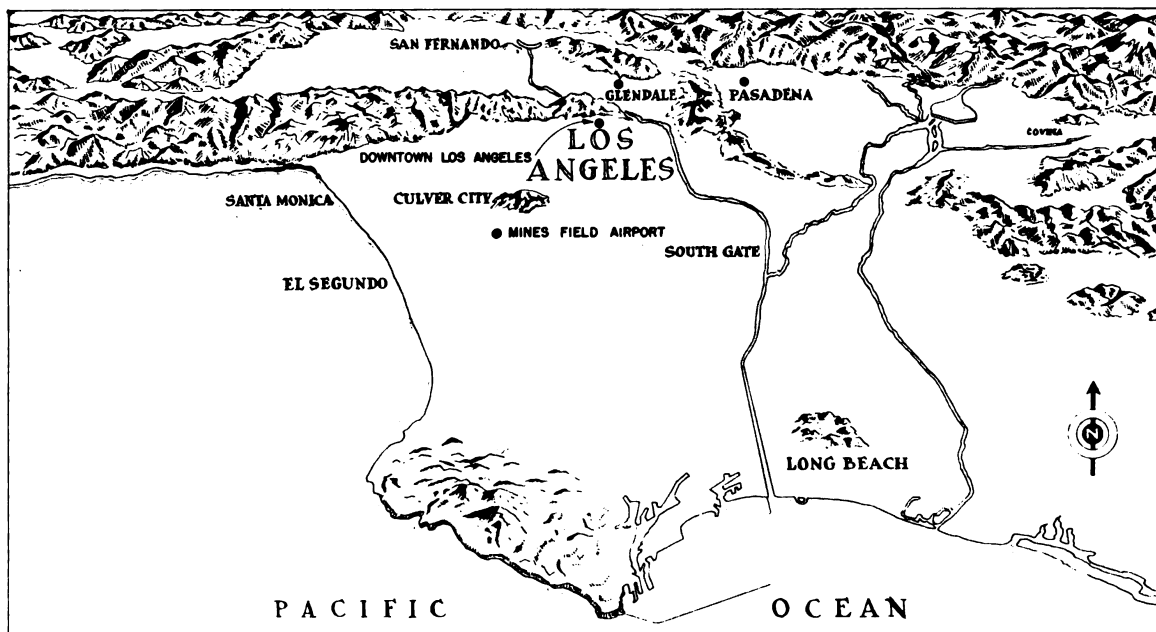 SAN FERNANDO
GLENDALE
PASADENA
COVINA
LOS
ANGELES
DOWNTOWN LOS ANGELES
SANTA MONICA
CULVER CITY
MINES FIELD AIRPORT
SOUTH GATE
EL SEGUNDO
N
LONG BEACH
PACIFIC OCEAN